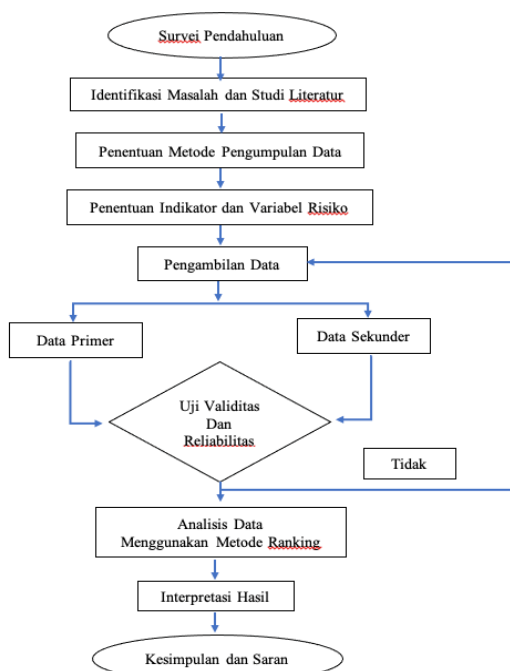 Survei Pendahuluan
Identifikasi Masalah dan Studi Literatur
Penentuan Metode Pengumpulan Data
Penentuan Indikator dan Variabel Risiko
Pengambilan Data
Data Primer
Data Sekunder
Uji Validitas
Dan
Reliabilitas
Tidak
Analisis Data
Menggunakan Metode Ranking
Interpretasi Hasil
Kesimpulan dan Saran